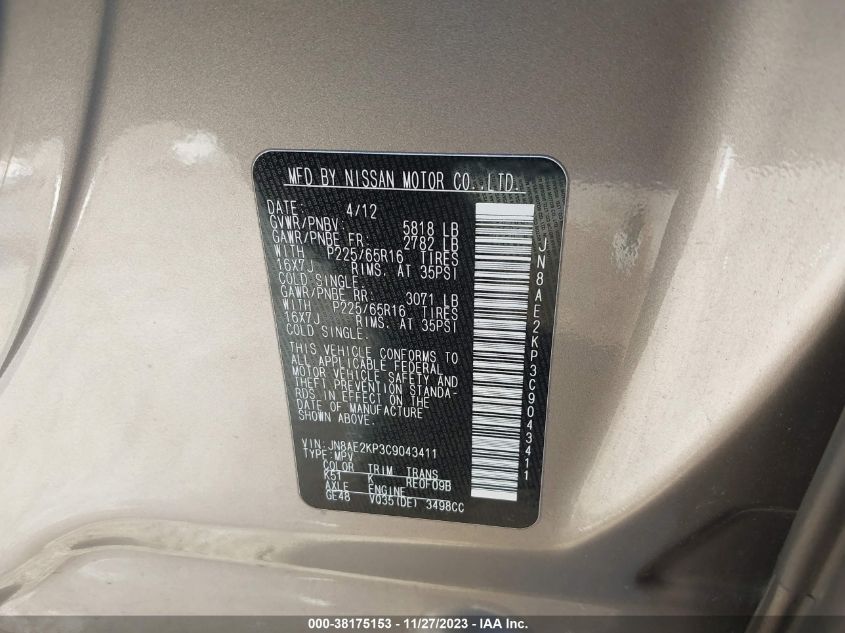 MFD BY NISSAN MOTOR CO.,LTD.
DATE: 4/12
GVWR/PNBV 5818 LB
GAWR/PNBE FR: 2782 LB
WITH P225/65R16 TIRES
16X7J RIMS. AT 35PSI
COLD SINGLE.
GAWR/PNBE RR: 3071 LB
WITH P225/65R16 TIRES
16X7J RIMS. AT 35PSI
COLD SINGLE.
THIS VEHICLE CONFORMS TO
ALL APPLICABLE FEDERAL
MOTOR VEHICLE SAFETY AND
THEFT PREVENTION STANDA-
RDS IN EFFECT ON THE
DATE OF MANUFACTURE
SHOWN ABOVE.
VIN:JN8AE2KP3C9043411
TYPE:MPV
COLOR TRIM TRANS
K51 K RE0F09B
AXLE ENGINE
GE48 VQ35(DE) 3498CC
JN8AE2KP3C9043411
000-38175153 - 11/27/2023 - IAA Inc.